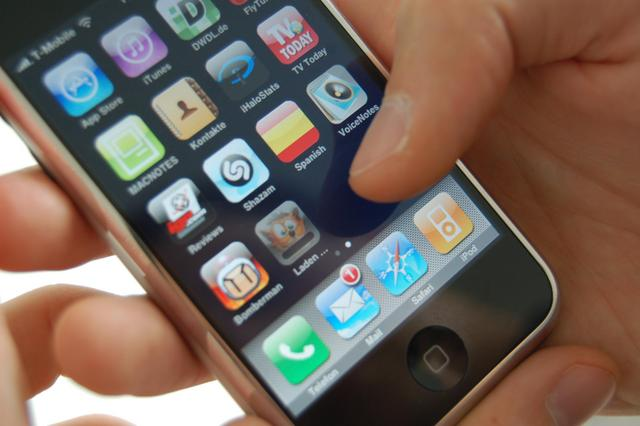 T-Mobile
App Store
iTunes
DWDL.de
FlyTu
MACNOTES
Kontakte
iHaloStats
TV TODAY
TV Today
Reviews
Shazam
Spanish
VoiceNotes
Bomberman
Laden ...
Telefon
1
Mail
Safari
iPod